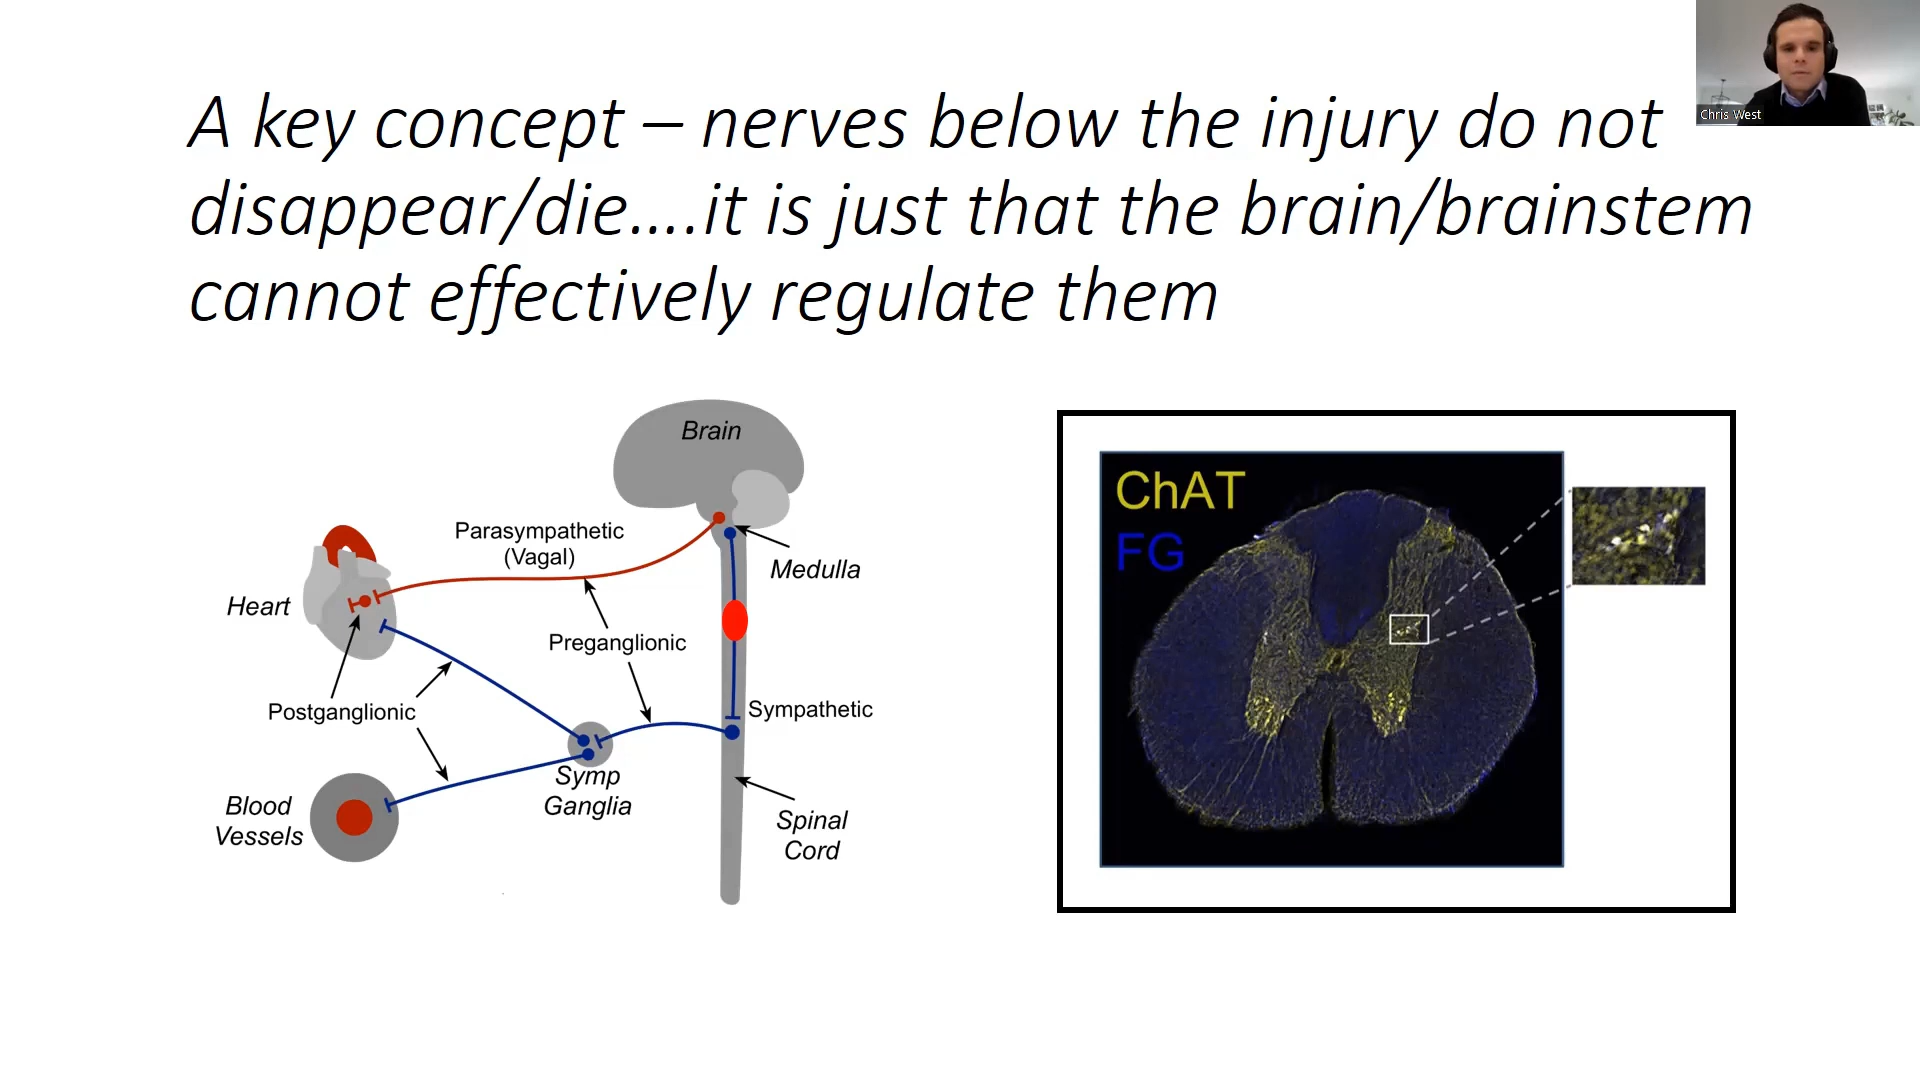 Chris West
A key concept – nerves below the injury do not
disappear/die....it is just that the brain/brainstem
cannot effectively regulate them
Brain
Parasympathetic
(Vagal)
Medulla
Heart
Preganglionic
Postganglionic
Sympathetic
Symp
Ganglia
Blood
Vessels
Spinal
Cord
ChAT
FG